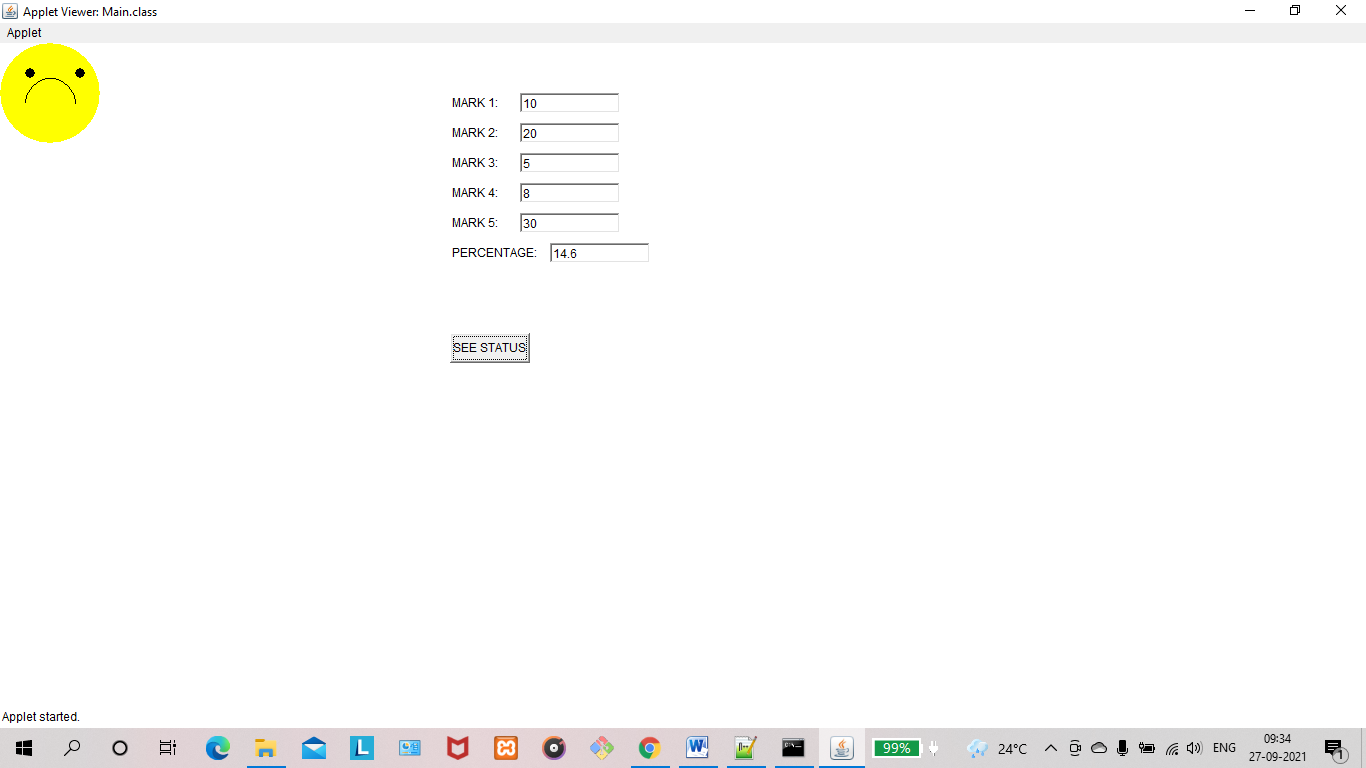 Applet Viewer: Main.class
Applet
MARK 1: 10
MARK 2: 20
MARK 3: 5
MARK 4: 8
MARK 5: 30
PERCENTAGE: 14.6
SEE STATUS
Applet started.
L
99%
24°C
ENG
09:34
27-09-2021
1